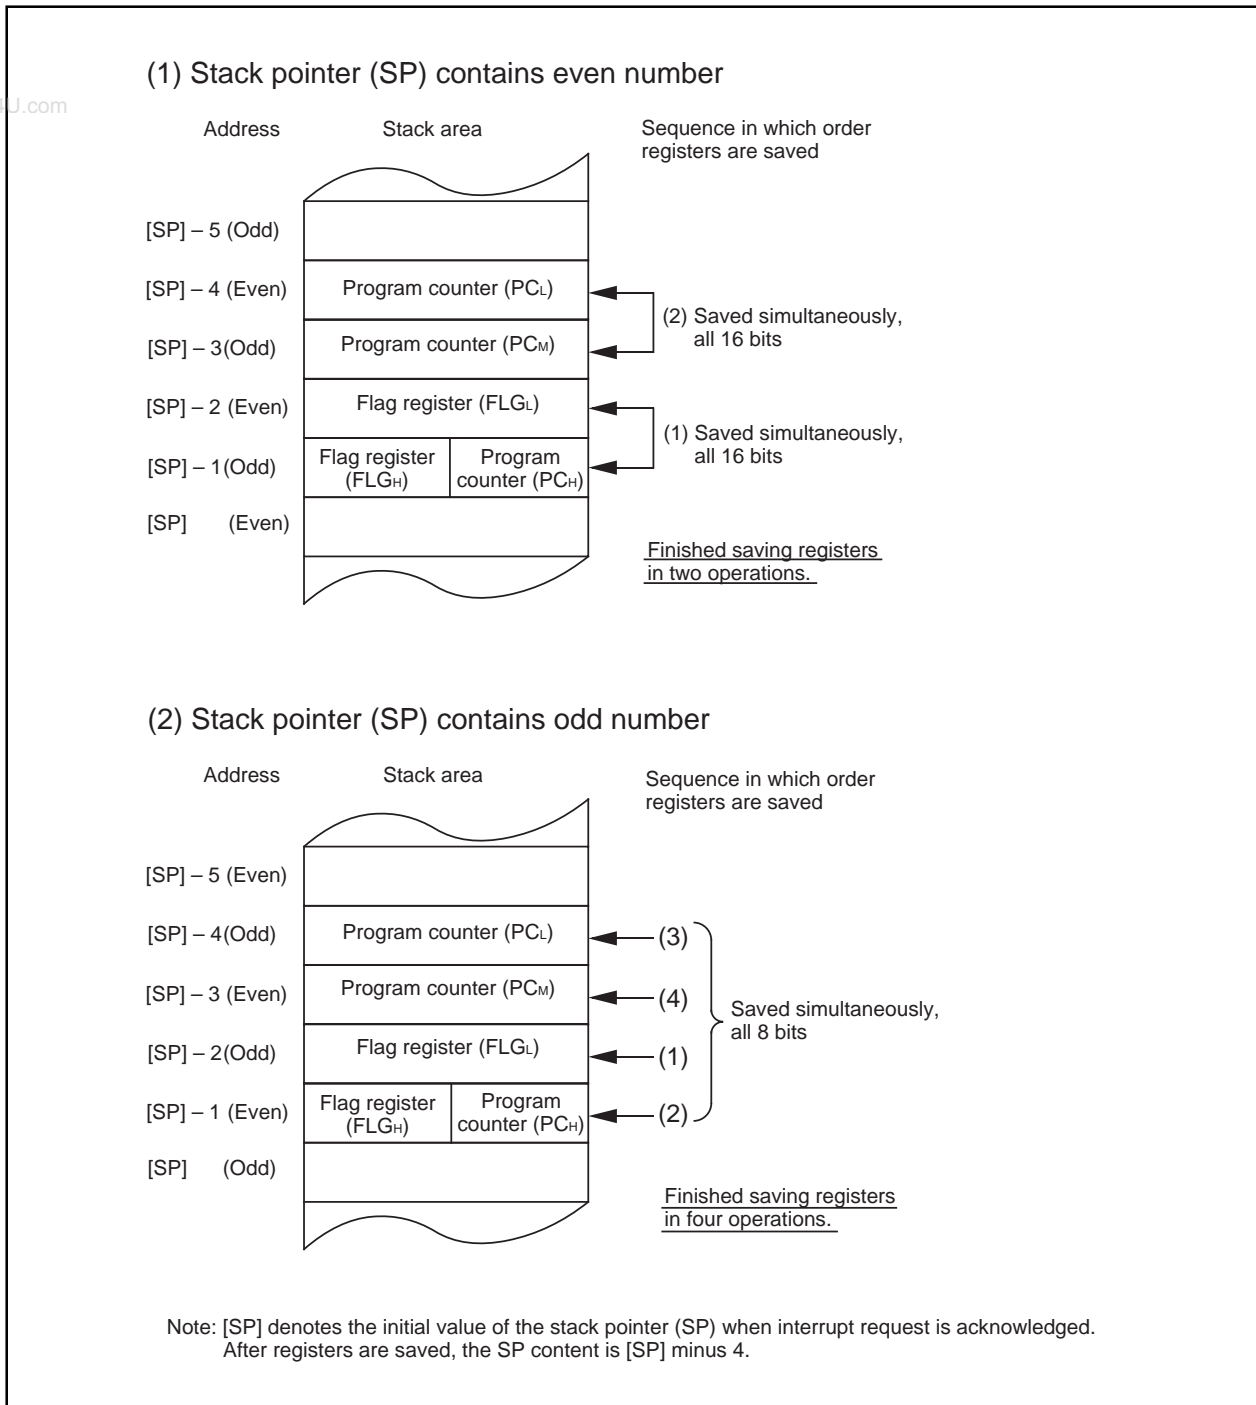 (1) Stack pointer (SP) contains even number
4U.com
Address
Stack area
Sequence in which order
registers are saved
[SP] – 5 (Odd)
[SP] – 4 (Even)
Program counter (PCL)
(2) Saved simultaneously,
all 16 bits
[SP] – 3(Odd)
Program counter (PCM)
[SP] – 2 (Even)
Flag register (FLGL)
(1) Saved simultaneously,
all 16 bits
[SP] – 1(Odd)
Flag register
(FLGH)
Program
counter (PCH)
[SP] (Even)
Finished saving registers
in two operations.
(2) Stack pointer (SP) contains odd number
Address
Stack area
Sequence in which order
registers are saved
[SP] – 5 (Even)
[SP] – 4(Odd)
Program counter (PCL)
(3)
[SP] – 3 (Even)
Program counter (PCM)
(4)
Saved simultaneously,
all 8 bits
[SP] – 2(Odd)
Flag register (FLGL)
(1)
[SP] – 1 (Even)
Flag register
(FLGH)
Program
counter (PCH)
(2)
[SP] (Odd)
Finished saving registers
in four operations.
Note: [SP] denotes the initial value of the stack pointer (SP) when interrupt request is acknowledged.
After registers are saved, the SP content is [SP] minus 4.